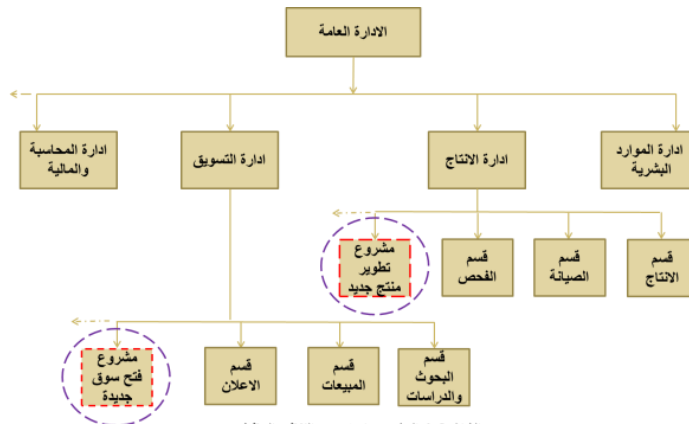 الادارة العامة
ادارة الموارد
البشرية
ادارة الانتاج
ادارة التسويق
ادارة المحاسبة
والمالية
قسم
الانتاج
قسم
الصيانة
قسم
الفحص
مشروع
تطوير
منتج جديد
قسم
البحوث
والدراسات
قسم
المبيعات
قسم
الاعلان
مشروع
فتح سوق
جديدة